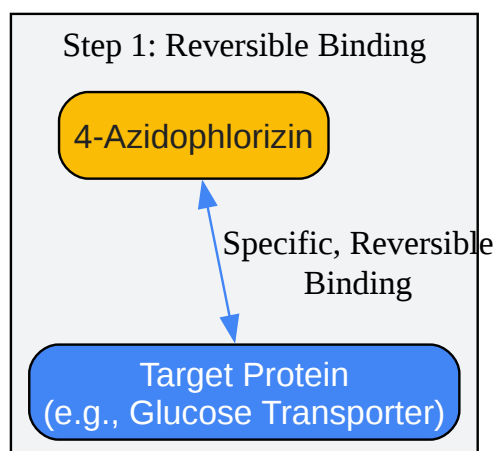 Step 1: Reversible Binding
4-Azidophlorizin
Specific, Reversible
Binding
Target Protein
(e.g., Glucose Transporter)